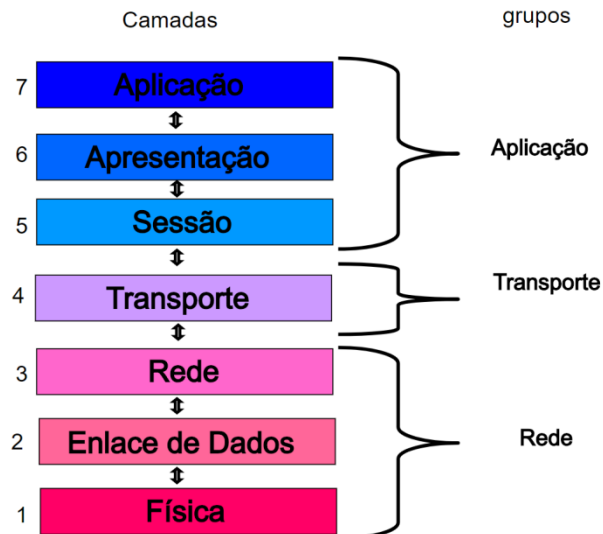 Camadas
grupos
7
Aplicação
6
Apresentação
Aplicação
5
Sessão
4
Transporte
Transporte
3
Rede
2
Enlace de Dados
Rede
1
Física